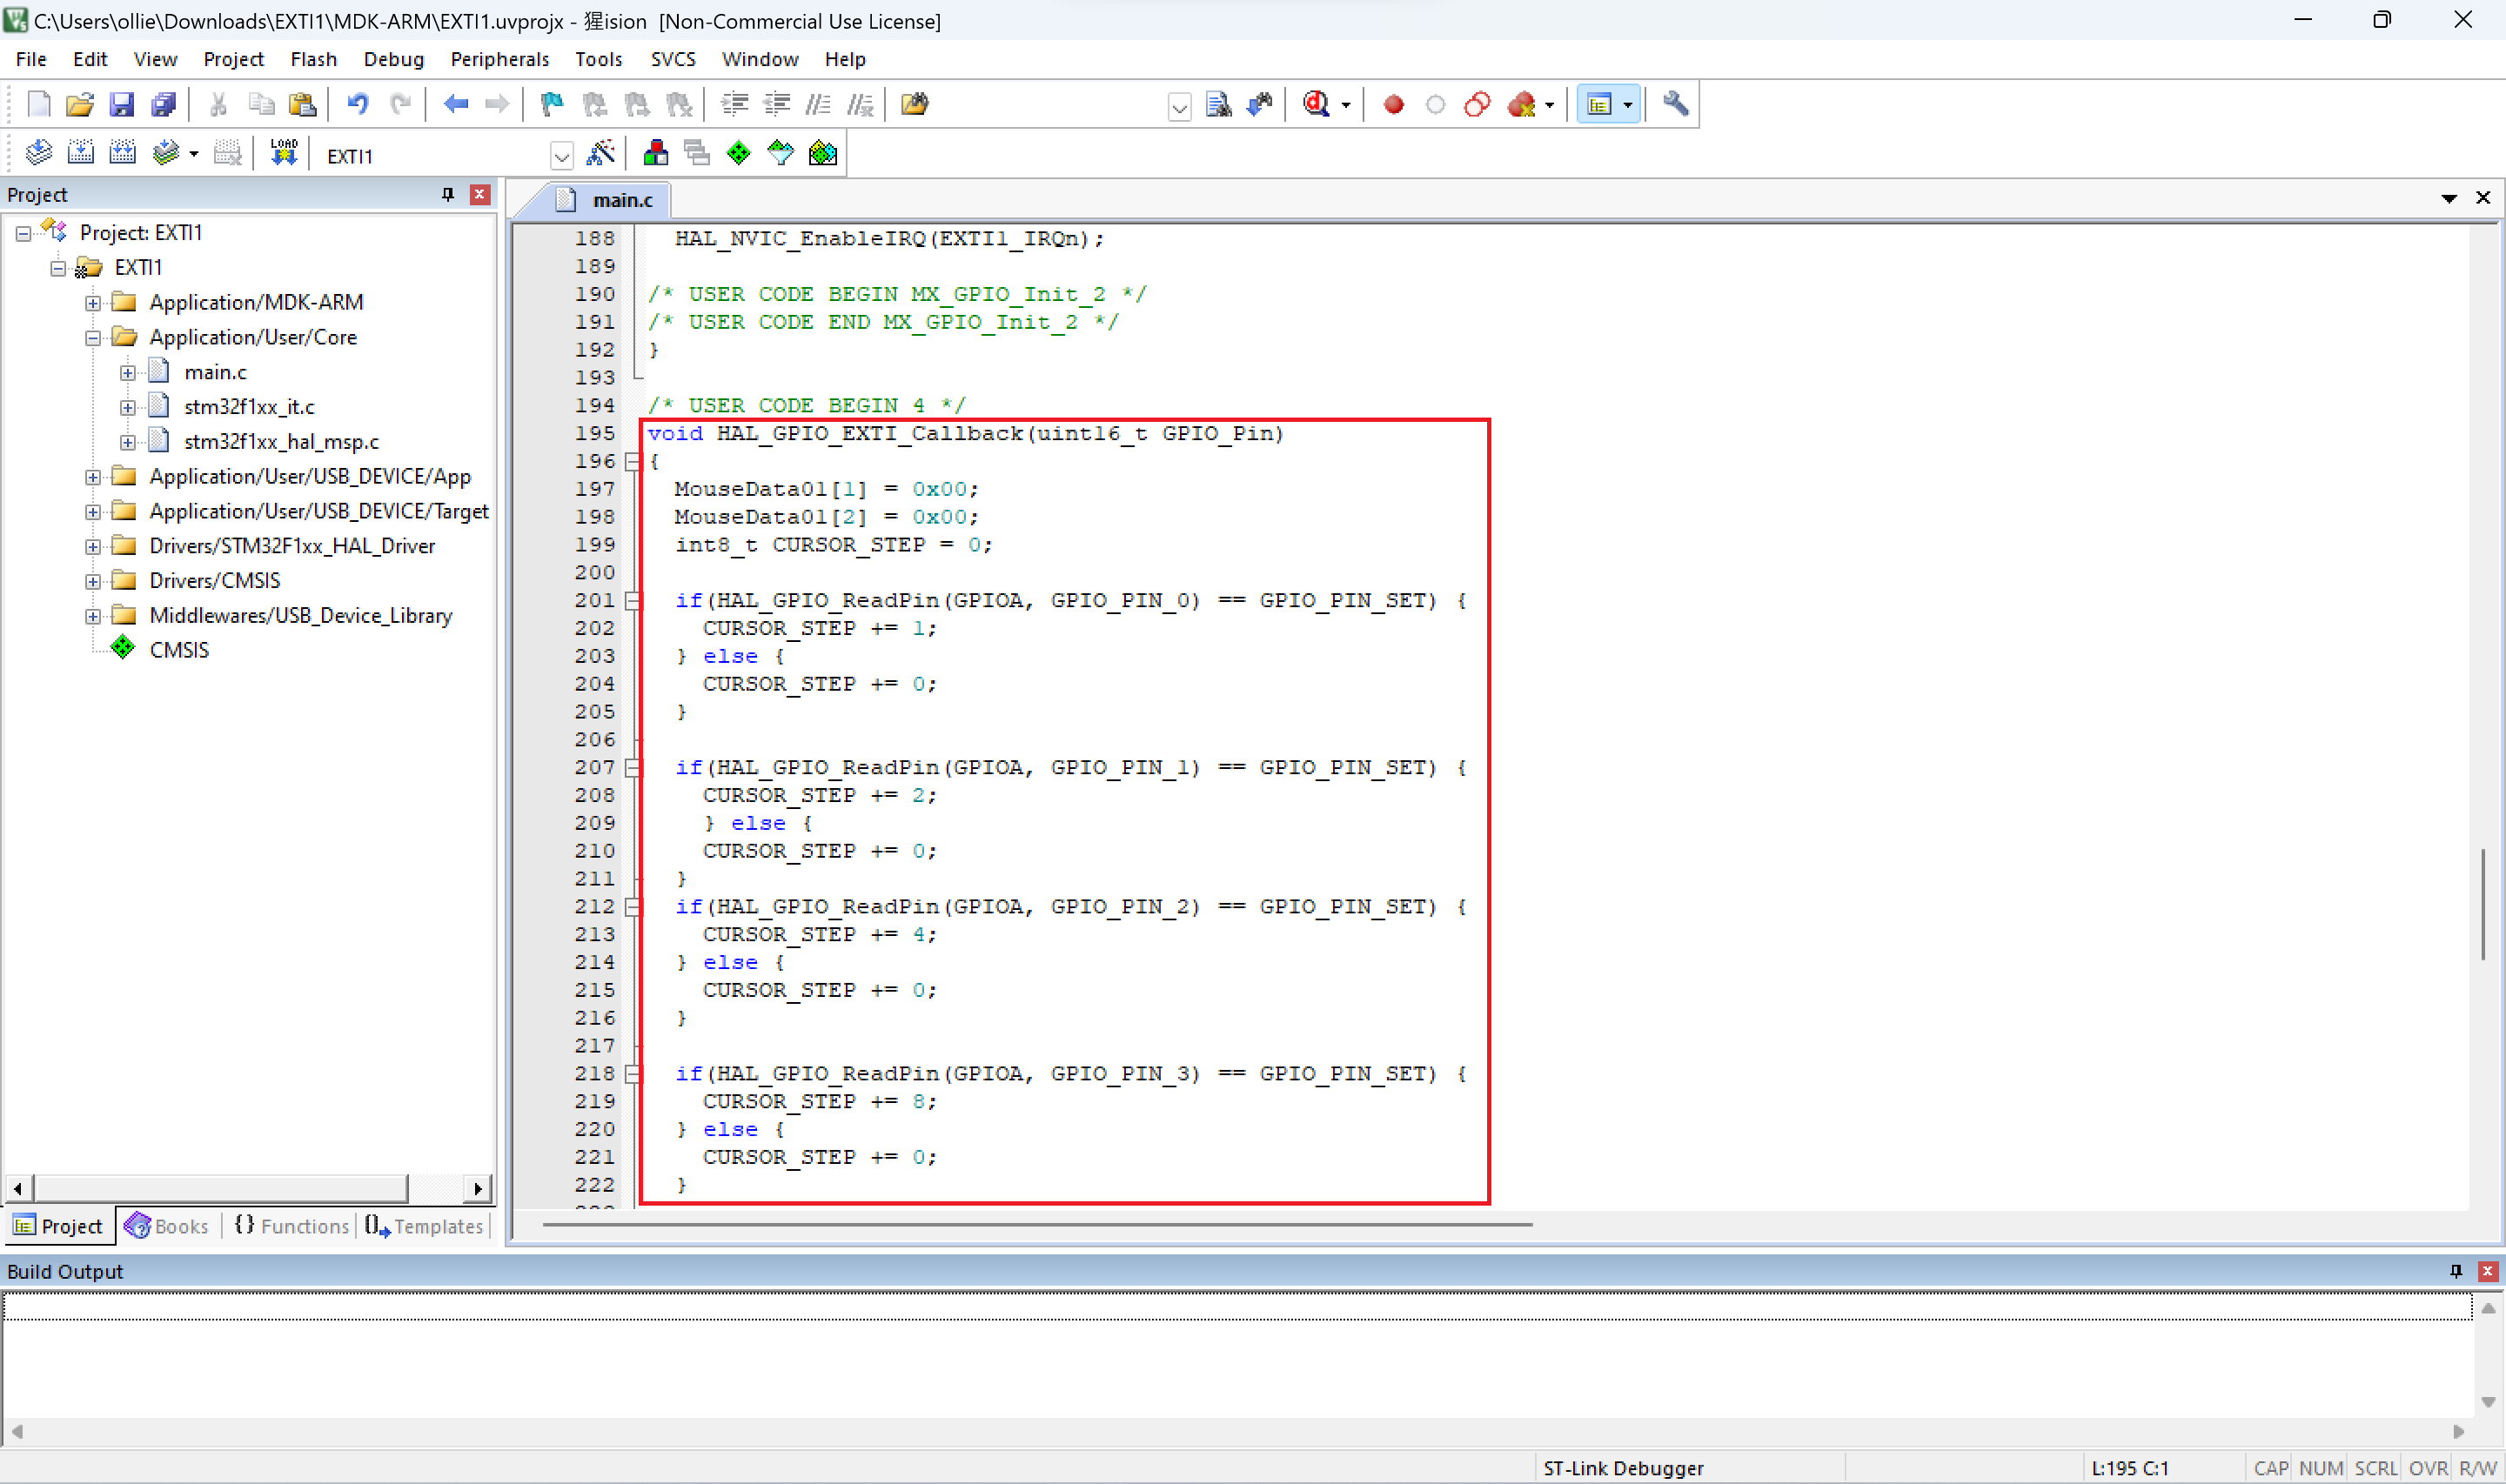 C:\Users\ollie\Downloads\EXTI1\MDK-ARM\EXTI1.uvprojx - 猩ision  [Non-Commercial Use License]
File Edit View Project Flash Debug Peripherals Tools SVCS Window Help
LOAD EXTI1
Project
Project: EXTI1
EXTI1
Application/MDK-ARM
Application/User/Core
main.c
stm32f1xx_it.c
stm32f1xx_hal_msp.c
Application/User/USB_DEVICE/App
Application/User/USB_DEVICE/Target
Drivers/STM32F1xx_HAL_Driver
Drivers/CMSIS
Middlewares/USB_Device_Library
CMSIS
Project Books {} Functions Templates
main.c
188 HAL_NVIC_EnableIRQ(EXTI1_IRQn);
189
190 /* USER CODE BEGIN MX_GPIO_Init_2 */
191 /* USER CODE END MX_GPIO_Init_2 */
192 }
193
194 /* USER CODE BEGIN 4 */
195 void HAL_GPIO_EXTI_Callback(uint16_t GPIO_Pin)
196 {
197 MouseData01[1] = 0x00;
198 MouseData01[2] = 0x00;
199 int8_t CURSOR_STEP = 0;
200
201 if(HAL_GPIO_ReadPin(GPIOA, GPIO_PIN_0) == GPIO_PIN_SET) {
202 CURSOR_STEP += 1;
203 } else {
204 CURSOR_STEP += 0;
205 }
206
207 if(HAL_GPIO_ReadPin(GPIOA, GPIO_PIN_1) == GPIO_PIN_SET) {
208 CURSOR_STEP += 2;
209 } else {
210 CURSOR_STEP += 0;
211 }
212 if(HAL_GPIO_ReadPin(GPIOA, GPIO_PIN_2) == GPIO_PIN_SET) {
213 CURSOR_STEP += 4;
214 } else {
215 CURSOR_STEP += 0;
216 }
217
218 if(HAL_GPIO_ReadPin(GPIOA, GPIO_PIN_3) == GPIO_PIN_SET) {
219 CURSOR_STEP += 8;
220 } else {
221 CURSOR_STEP += 0;
222 }
Build Output
ST-Link Debugger L:195 C:1 CAP NUM SCRL OVR R/W